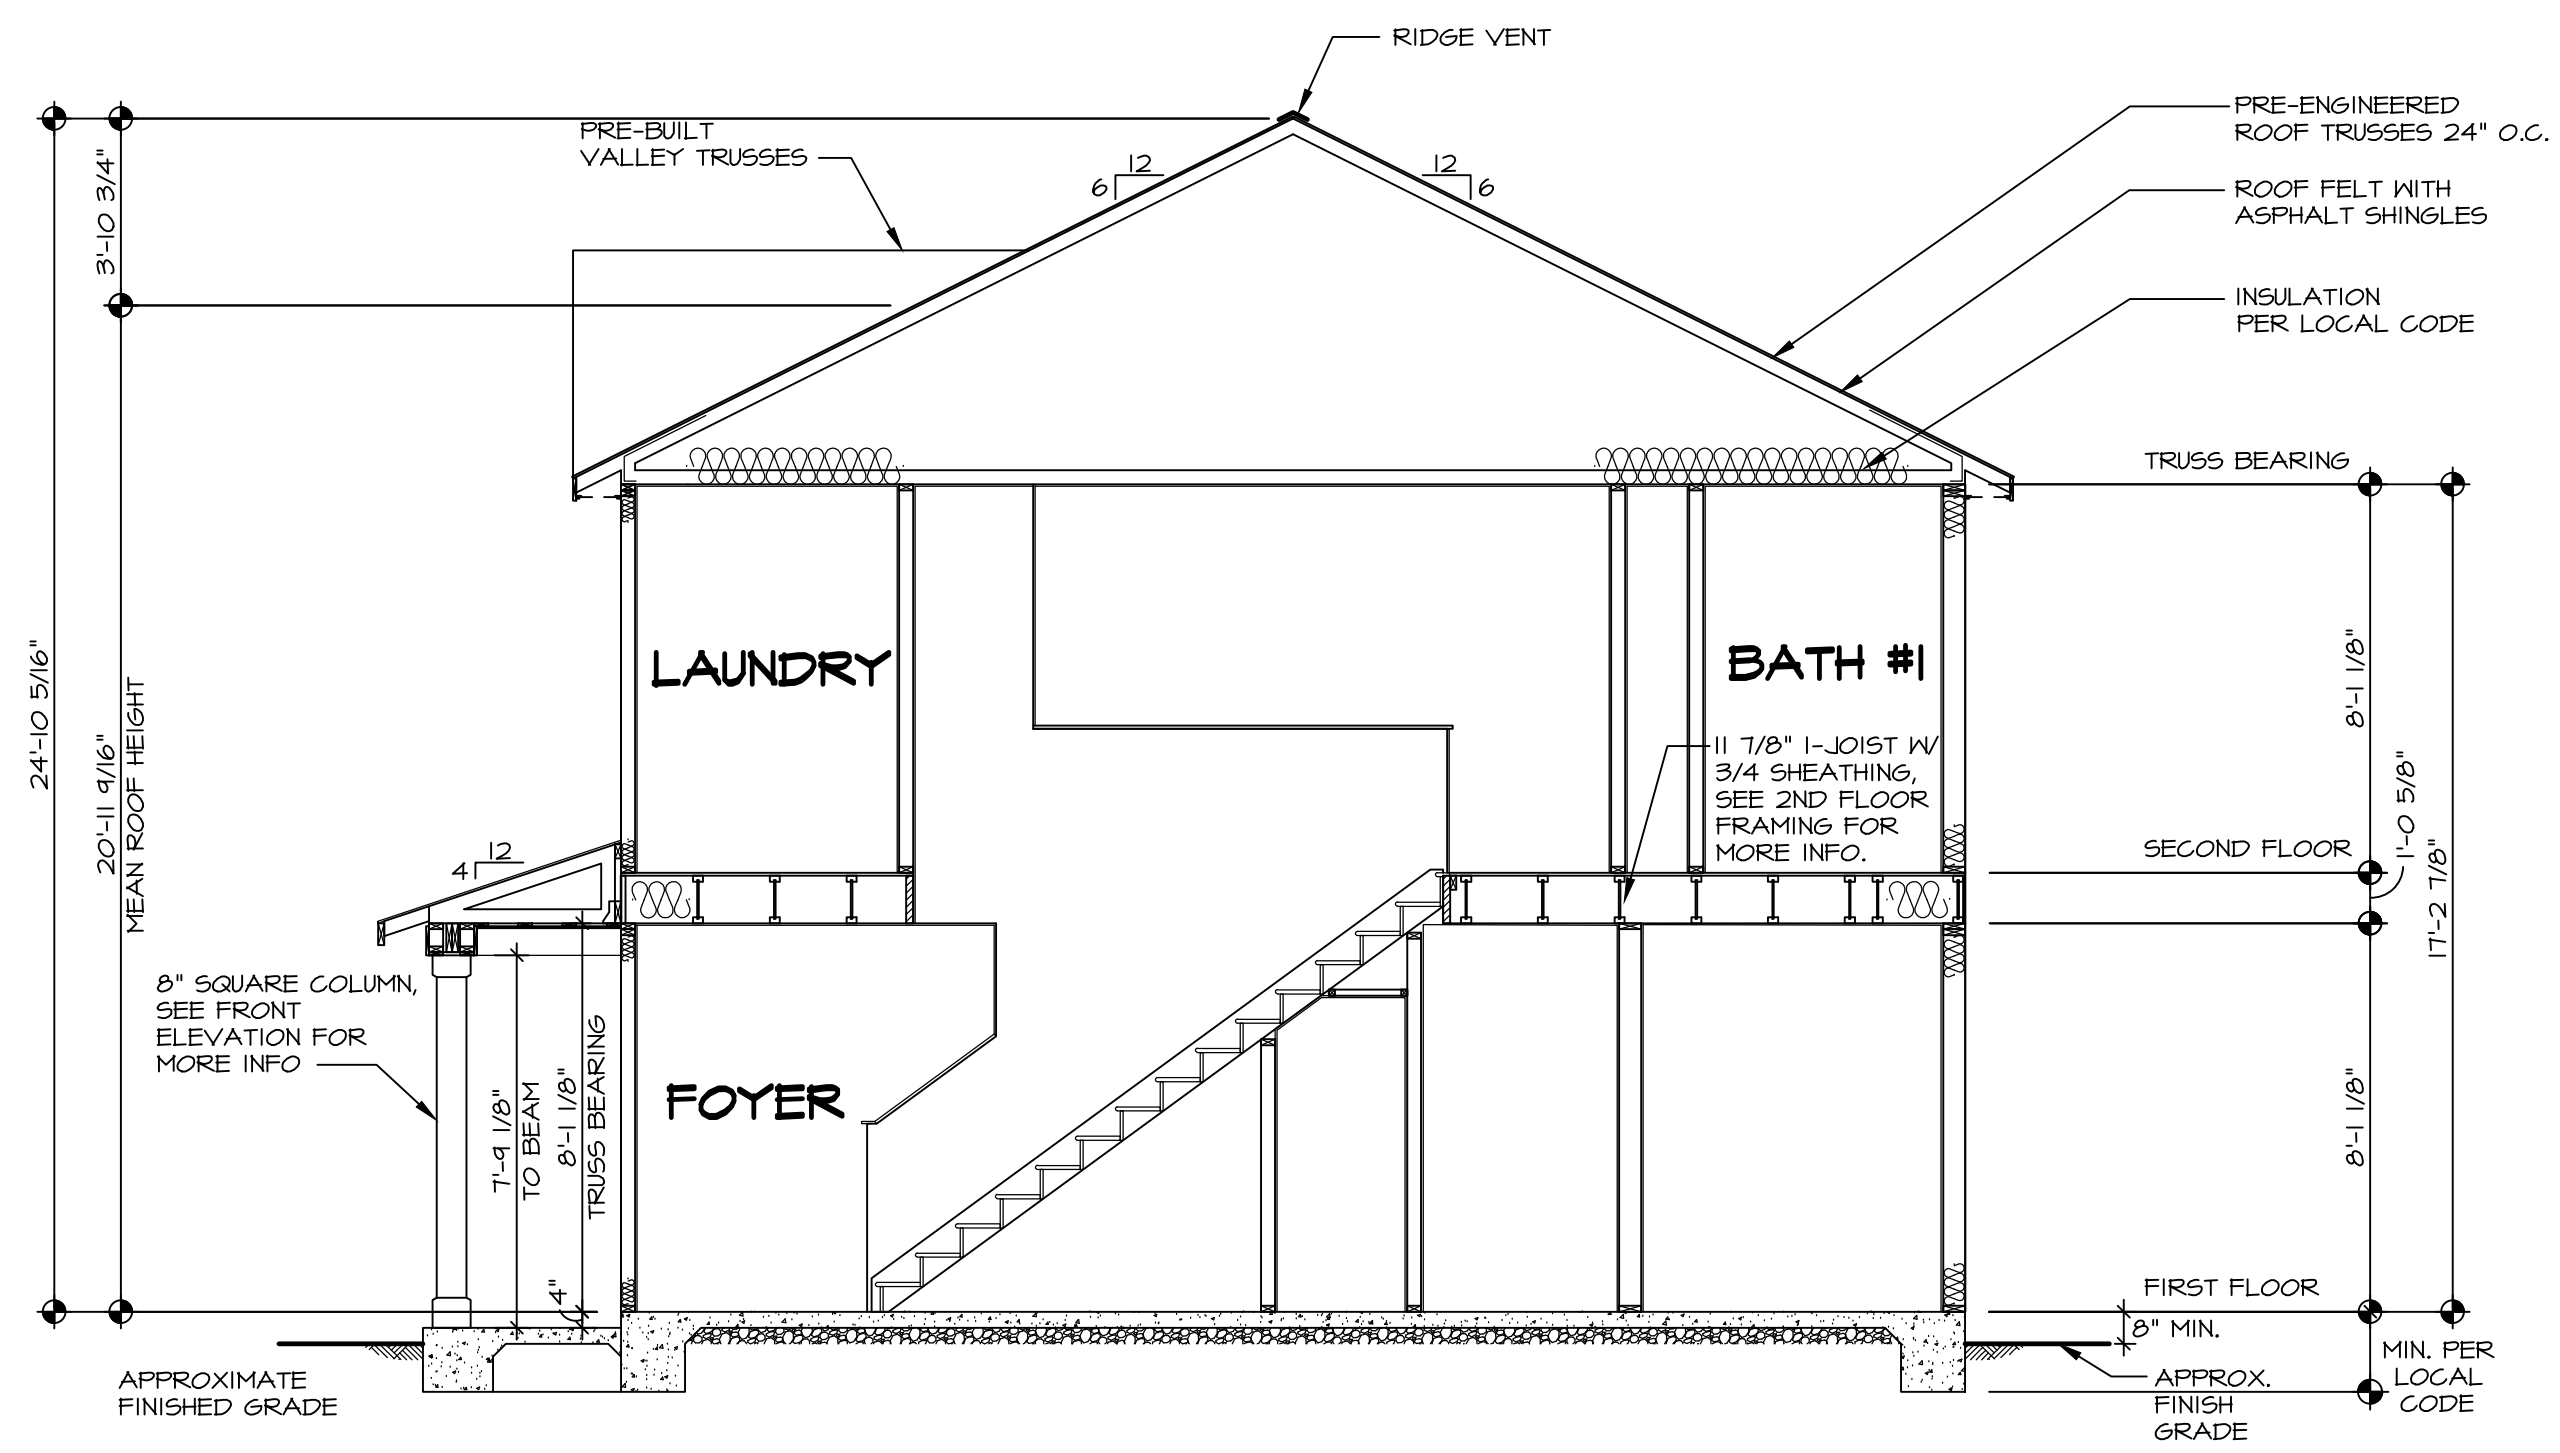 RIDGE VENT
PRE-BUILT
VALLEY TRUSSES
12
6
12
6
PRE-ENGINEERED
ROOF TRUSSES 24" O.C.
ROOF FELT WITH
ASPHALT SHINGLES
INSULATION
PER LOCAL CODE
3'-10 3/4"
24'-10 5/16"
20'-11 9/16"
MEAN ROOF HEIGHT
TRUSS BEARING
LAUNDRY
BATH #1
8'-1 1/8"
11 7/8" I-JOIST W/
3/4 SHEATHING,
SEE 2ND FLOOR
FRAMING FOR
MORE INFO.
SECOND FLOOR
1'-0 5/8"
17'-2 7/8"
12
4
8" SQUARE COLUMN,
SEE FRONT
ELEVATION FOR
MORE INFO
7'-9 1/8"
TO BEAM
8'-1 1/8"
TRUSS BEARING
FOYER
8'-1 1/8"
4"
FIRST FLOOR
8" MIN.
MIN. PER
LOCAL
CODE
APPROXIMATE
FINISHED GRADE
APPROX.
FINISH
GRADE